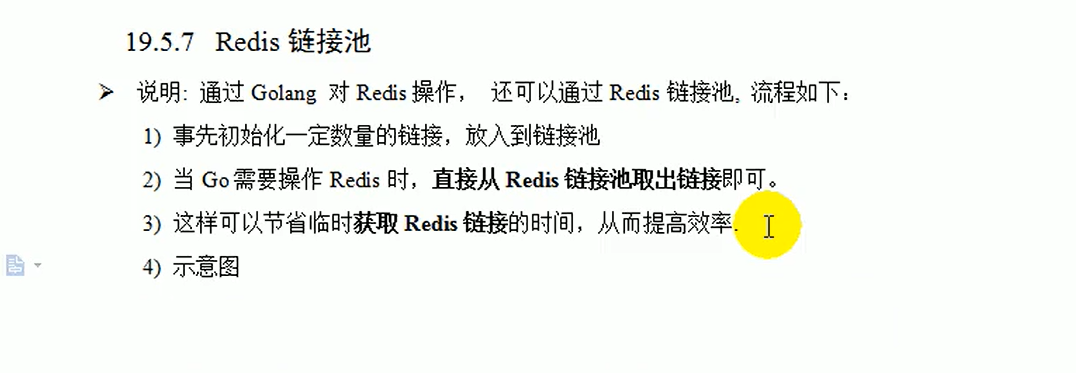 19.5.7 Redis 链接池
➢ 说明: 通过 Golang 对 Redis 操作， 还可以通过 Redis 链接池, 流程如下：
1) 事先初始化一定数量的链接，放入到链接池
2) 当 Go 需要操作 Redis 时，直接从 Redis 链接池取出链接即可。
3) 这样可以节省临时获取 Redis 链接的时间，从而提高效率.
4) 示意图